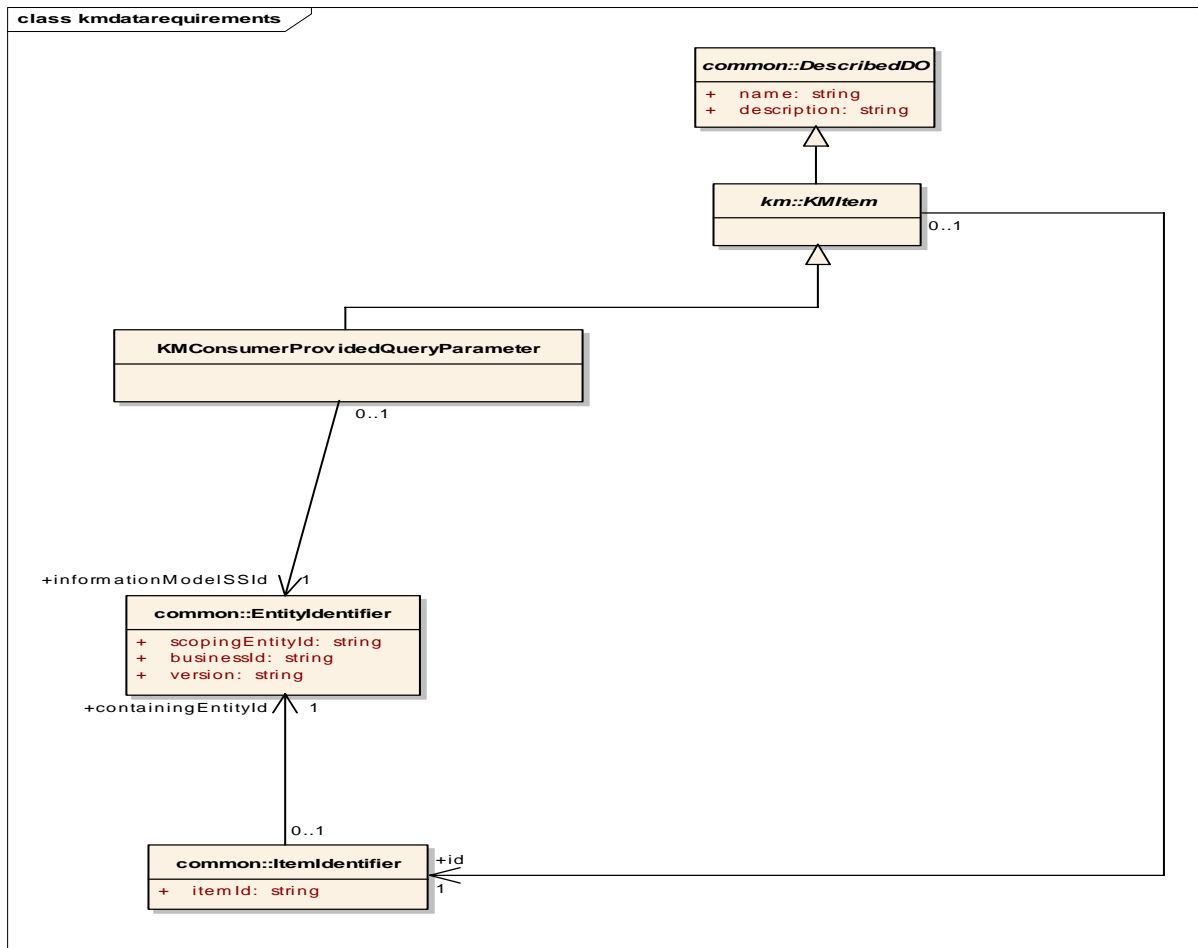 class kmdatarequirements
common::DescribedDO
+ name: string
+ description: string
km::KMItem
0..1
KMConsumerProvidedQueryParameter
0..1
+informationModelSSId 1
common::EntityIdentifier
+ scopingEntityId: string
+ businessId: string
+ version: string
+containingEntityId 1
0..1
common::ItemIdentifier
+ itemId: string
+id
1